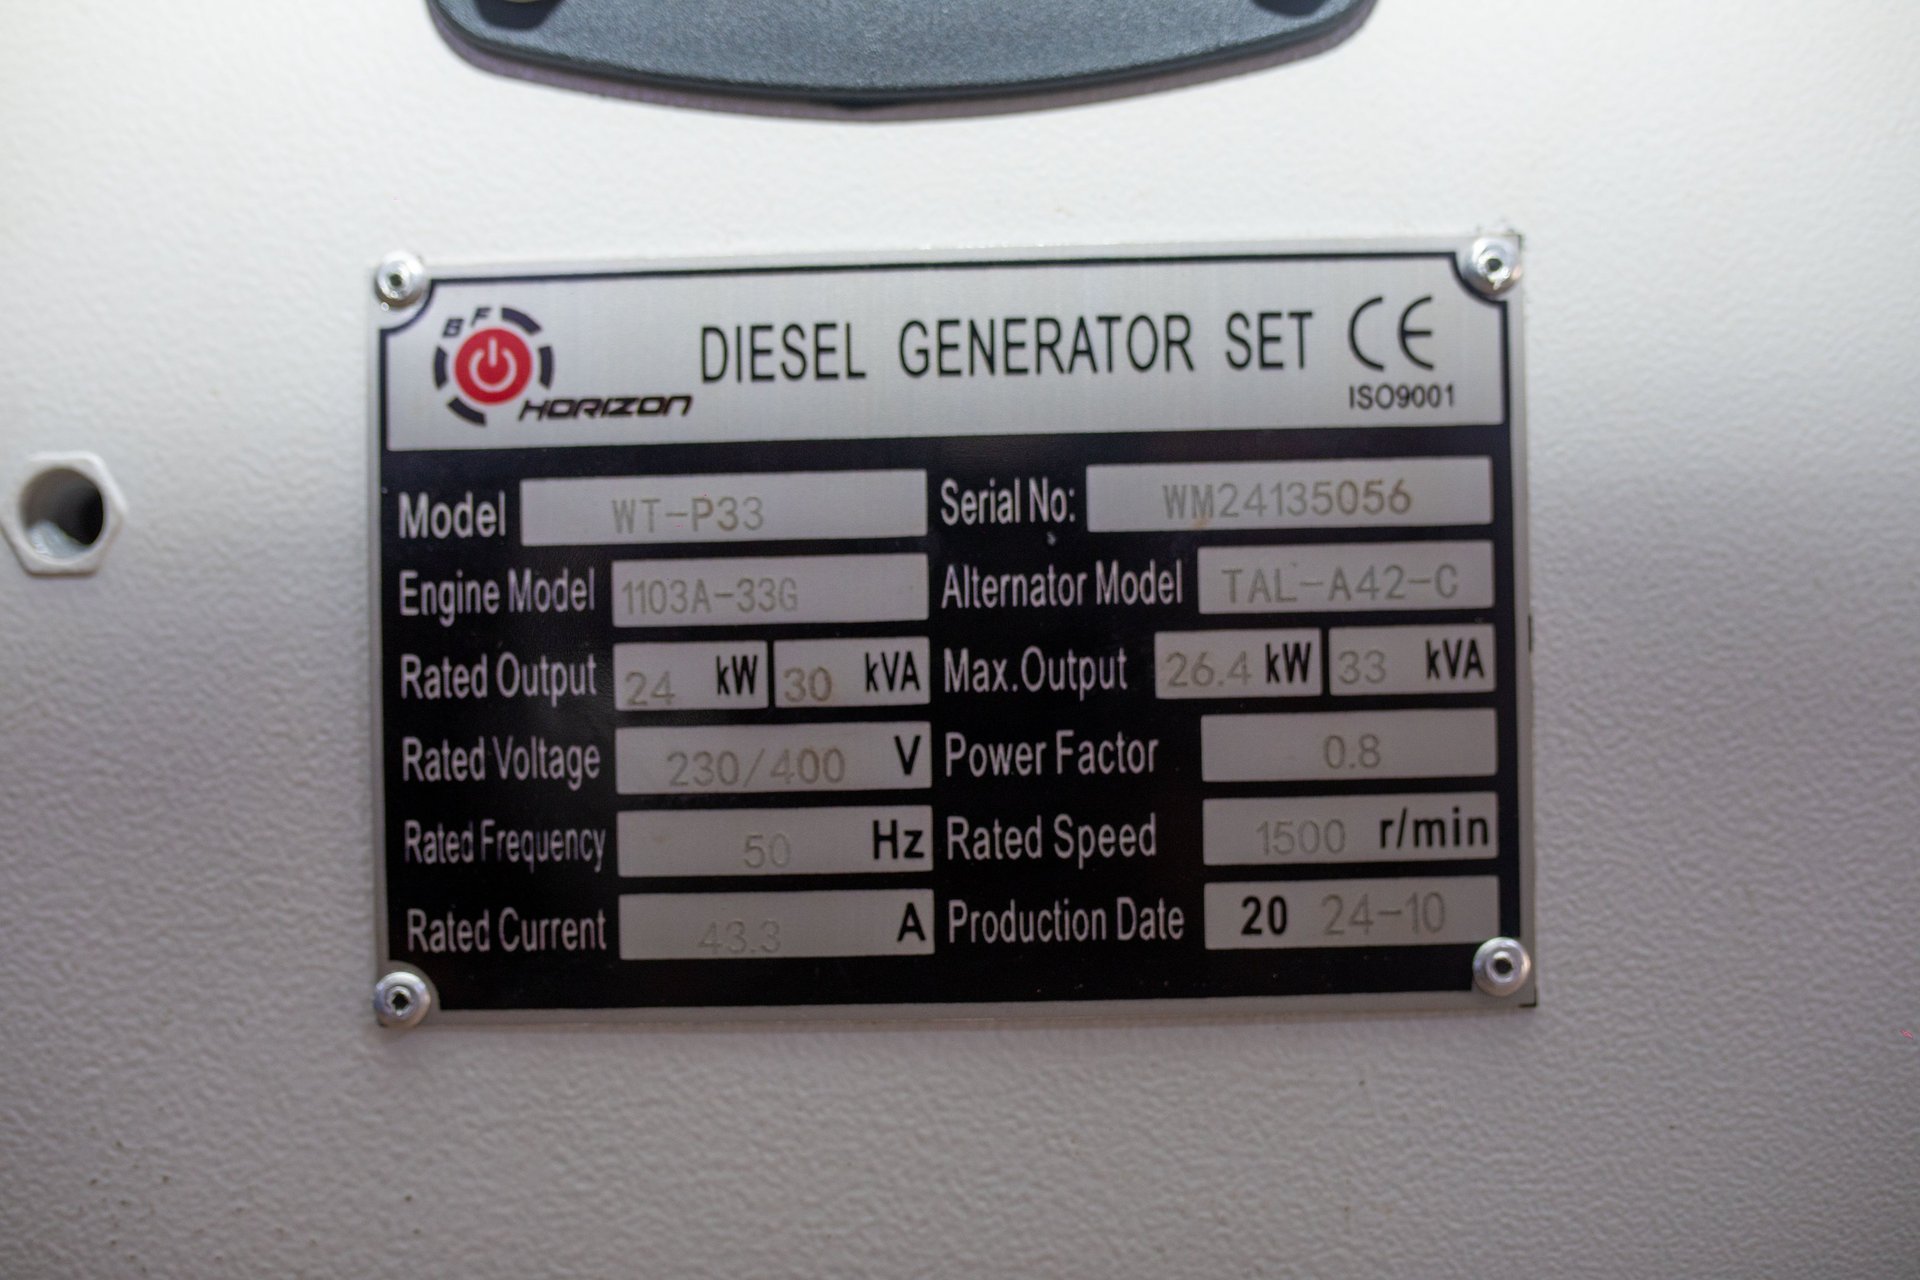 BF
HORIZON
DIESEL GENERATOR SET CE
ISO9001
Model WT-P33 Serial No: WM24135056
Engine Model 1103A-33G Alternator Model TAL-A42-C
Rated Output 24 kW 30 kVA Max.Output 26.4 kW 33 kVA
Rated Voltage 230/400 V Power Factor 0.8
Rated Frequency 50 Hz Rated Speed 1500 r/min
Rated Current 43.3 A Production Date 20 24-10